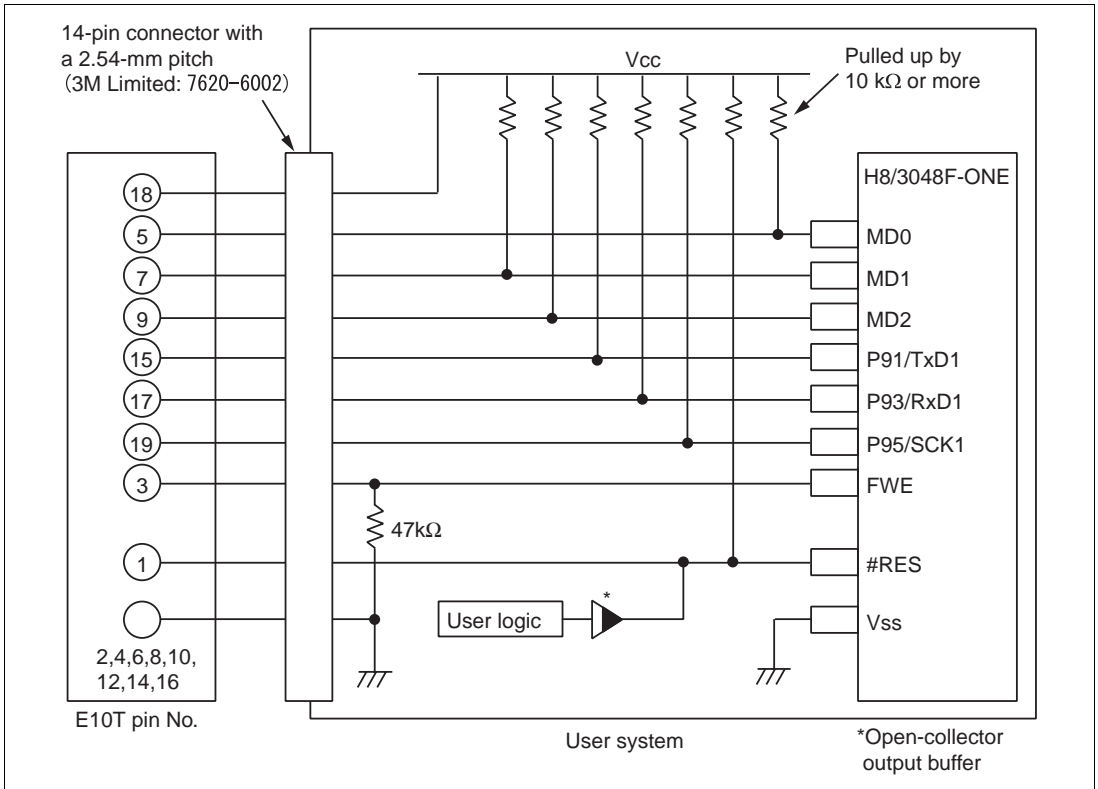 14-pin connector with
a 2.54-mm pitch
(3M Limited: 7620-6002)
Vcc
Pulled up by
10 kΩ or more
H8/3048F-ONE
18
5
MD0
7
MD1
9
MD2
15
P91/TxD1
17
P93/RxD1
19
P95/SCK1
3
FWE
47kΩ
1
#RES
*
User logic
Vss
2,4,6,8,10,
12,14,16
E10T pin No.
User system
*Open-collector
output buffer